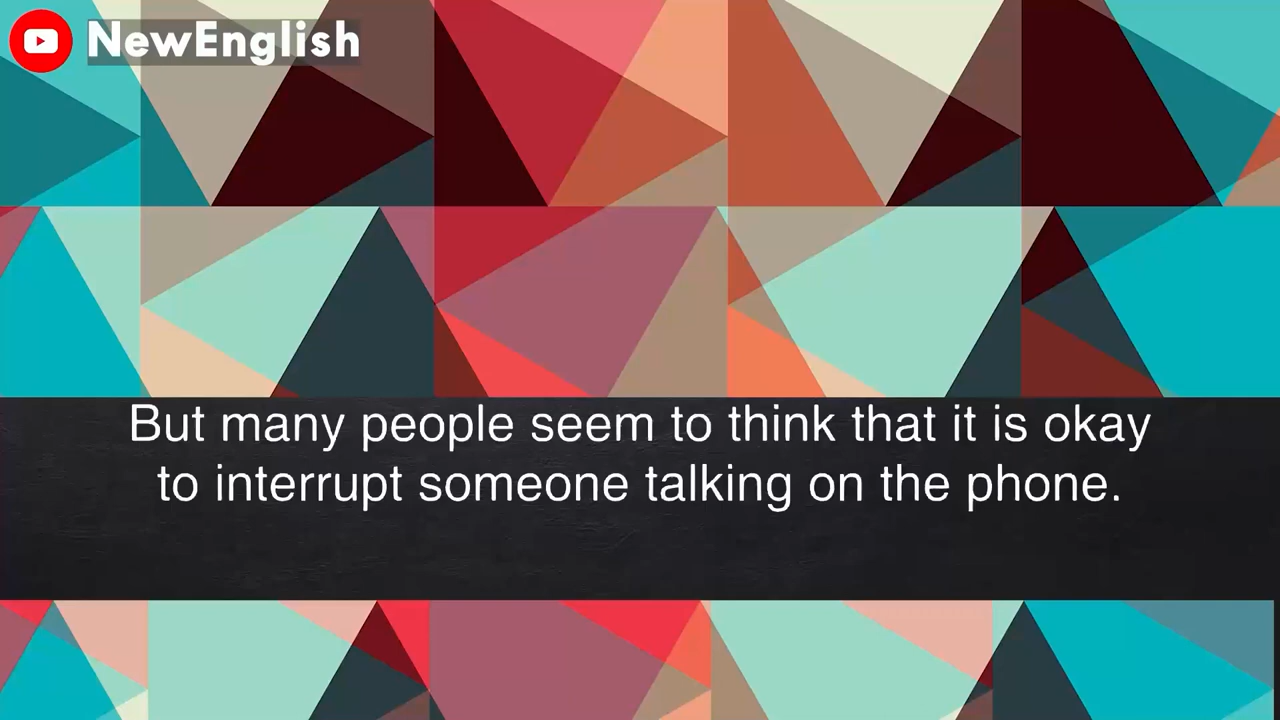 NewEnglish
But many people seem to think that it is okay
to interrupt someone talking on the phone.